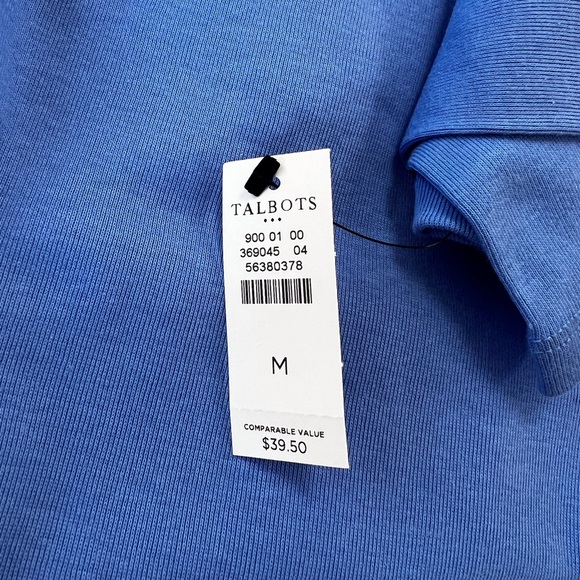 TALBOTS
900 01 00
369045 04
56380378
M
COMPARABLE VALUE
$39.50